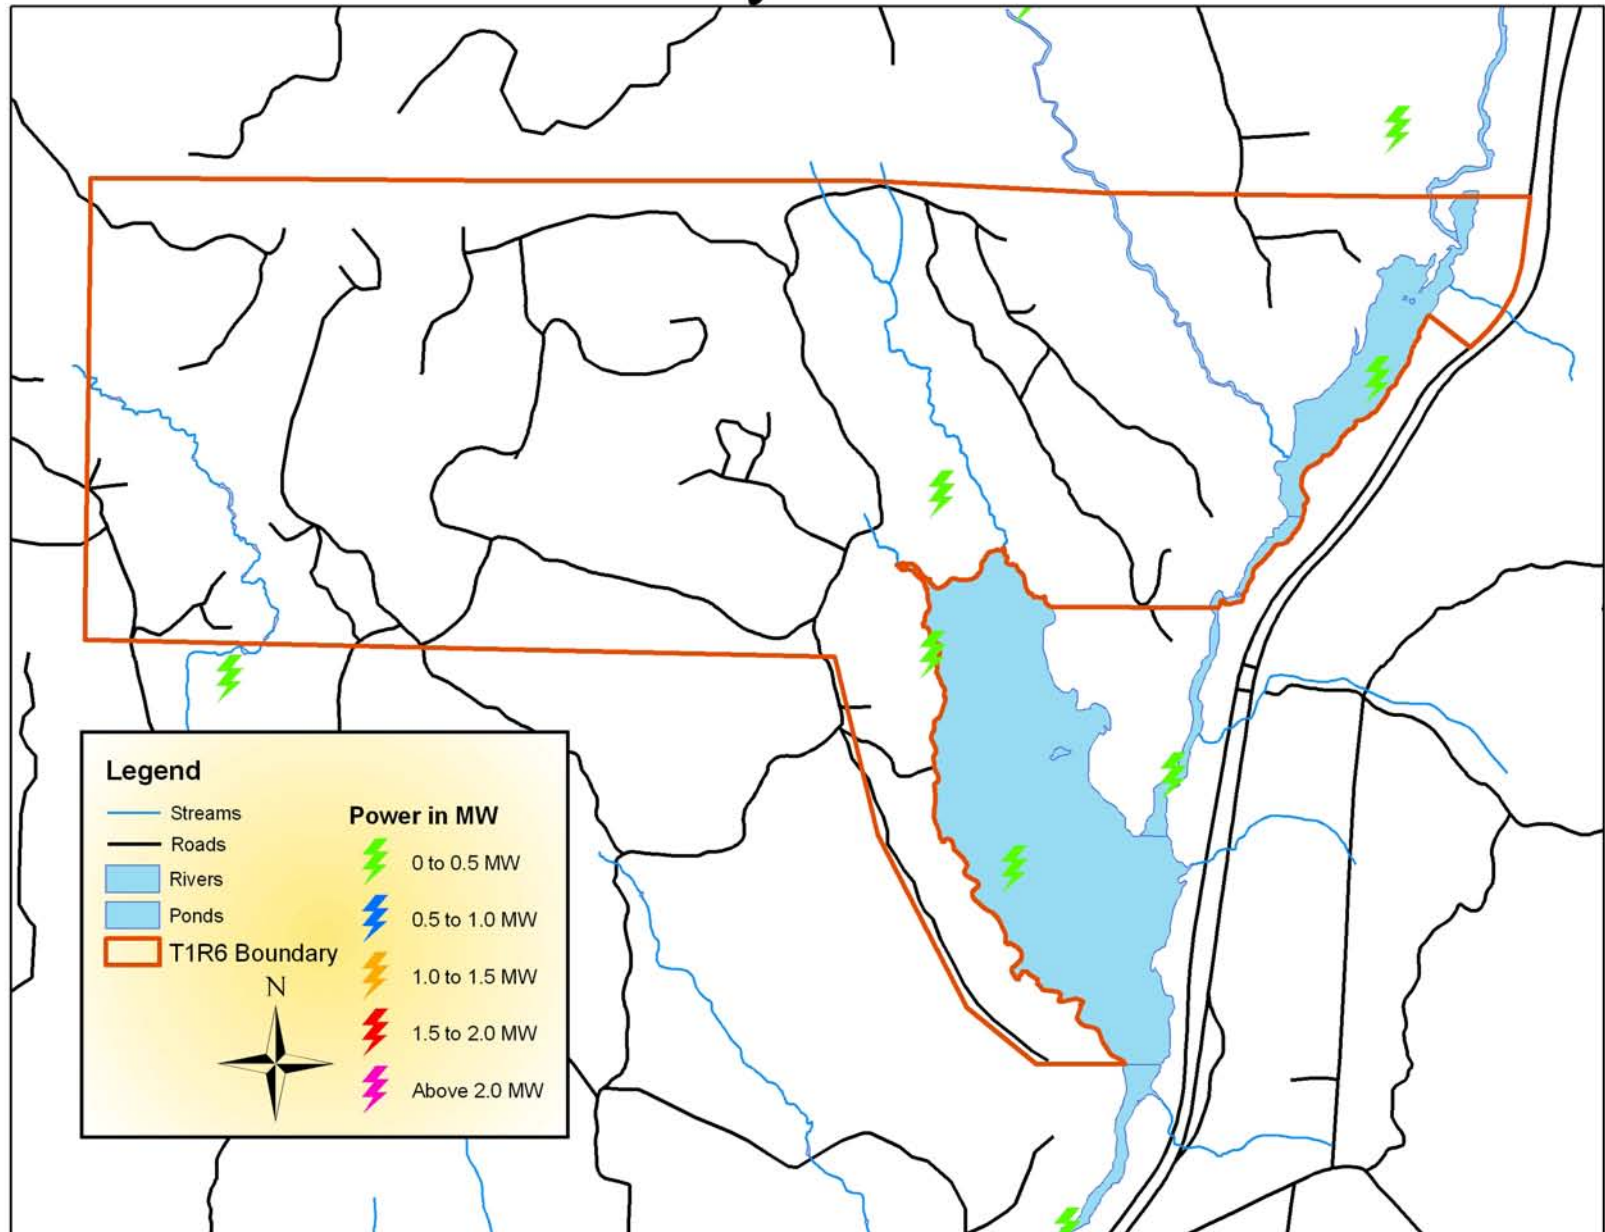 Legend
Streams
Roads
Rivers
Ponds
T1R6 Boundary
N
Power in MW
0 to 0.5 MW
0.5 to 1.0 MW
1.0 to 1.5 MW
1.5 to 2.0 MW
Above 2.0 MW